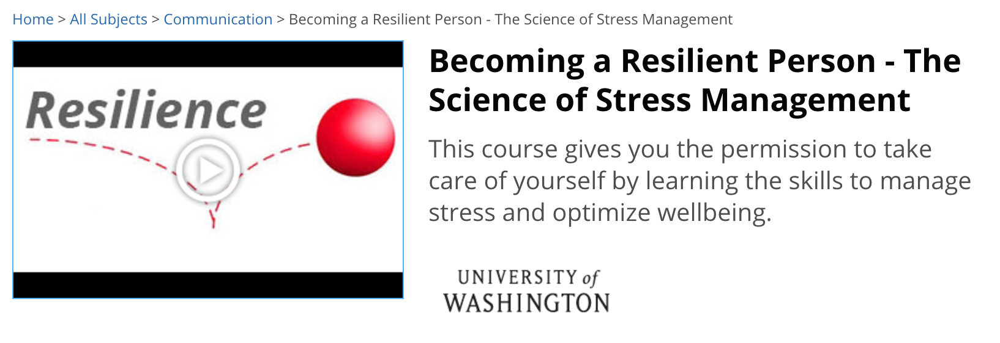 Home > All Subjects > Communication > Becoming a Resilient Person - The Science of Stress Management
Resilience
Becoming a Resilient Person - The
Science of Stress Management
This course gives you the permission to take
care of yourself by learning the skills to manage
stress and optimize wellbeing.
UNIVERSITY of
WASHINGTON